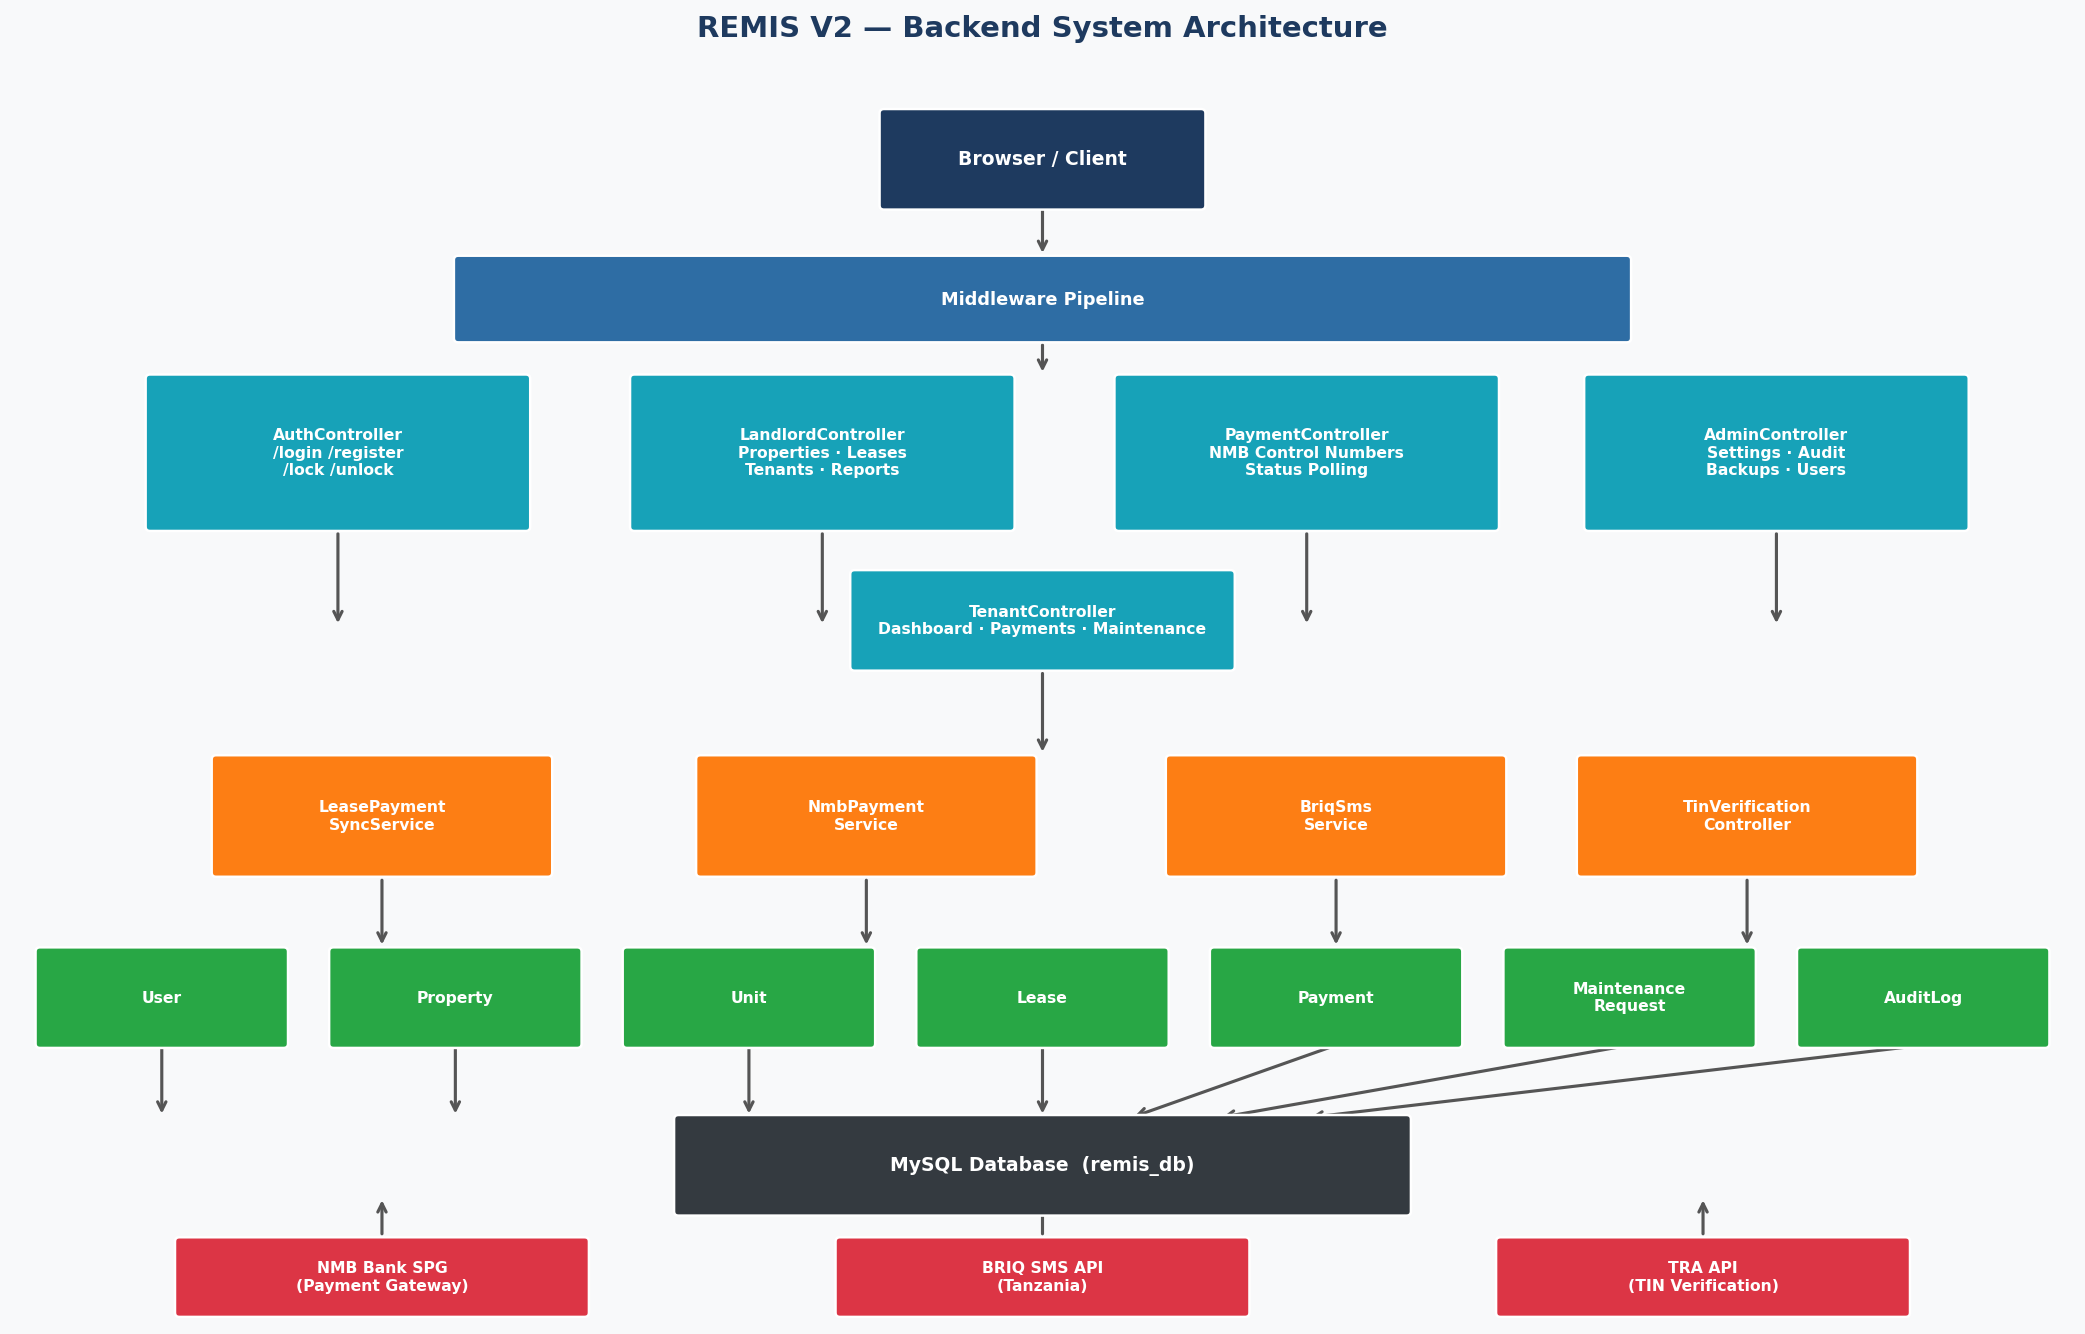 REMIS V2 — Backend System Architecture
Browser / Client
Middleware Pipeline
AuthController
/login /register
/lock /unlock
LandlordController
Properties · Leases
Tenants · Reports
PaymentController
NMB Control Numbers
Status Polling
AdminController
Settings · Audit
Backups · Users
TenantController
Dashboard · Payments · Maintenance
LeasePayment
SyncService
NmbPayment
Service
BriqSms
Service
TinVerification
Controller
User
Property
Unit
Lease
Payment
Maintenance
Request
AuditLog
MySQL Database  (remis_db)
NMB Bank SPG
(Payment Gateway)
BRIQ SMS API
(Tanzania)
TRA API
(TIN Verification)